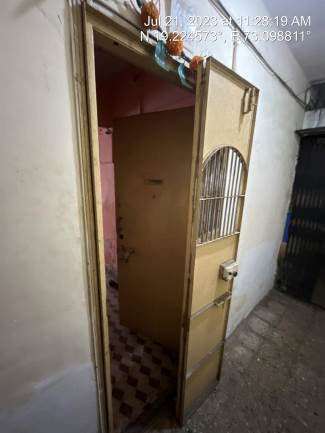 Jul 21, 2023 at 11:28:19 AM
N 19.224573°, E 73.098811°